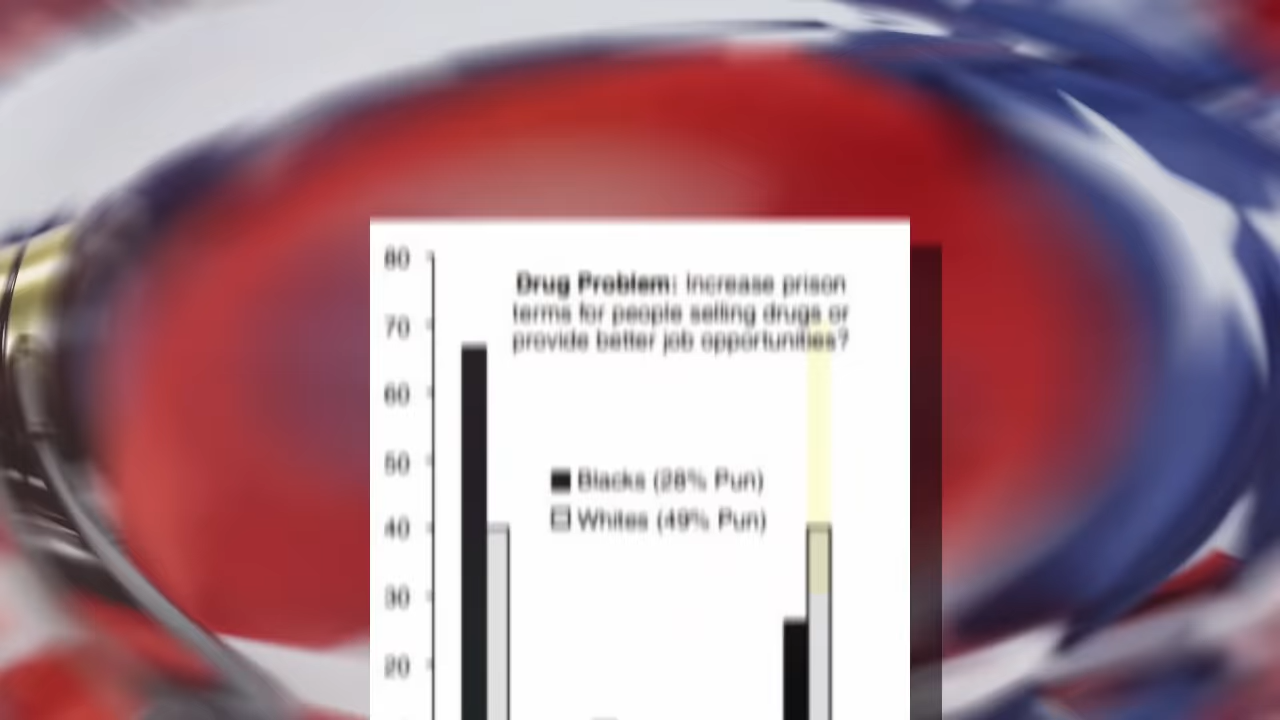 80
Drug Problem: Increase prison
terms for people selling drugs or
70
provide better job opportunities?
60
50
Blacks (28% Pun)
Whites (49% Pun)
40
30
20